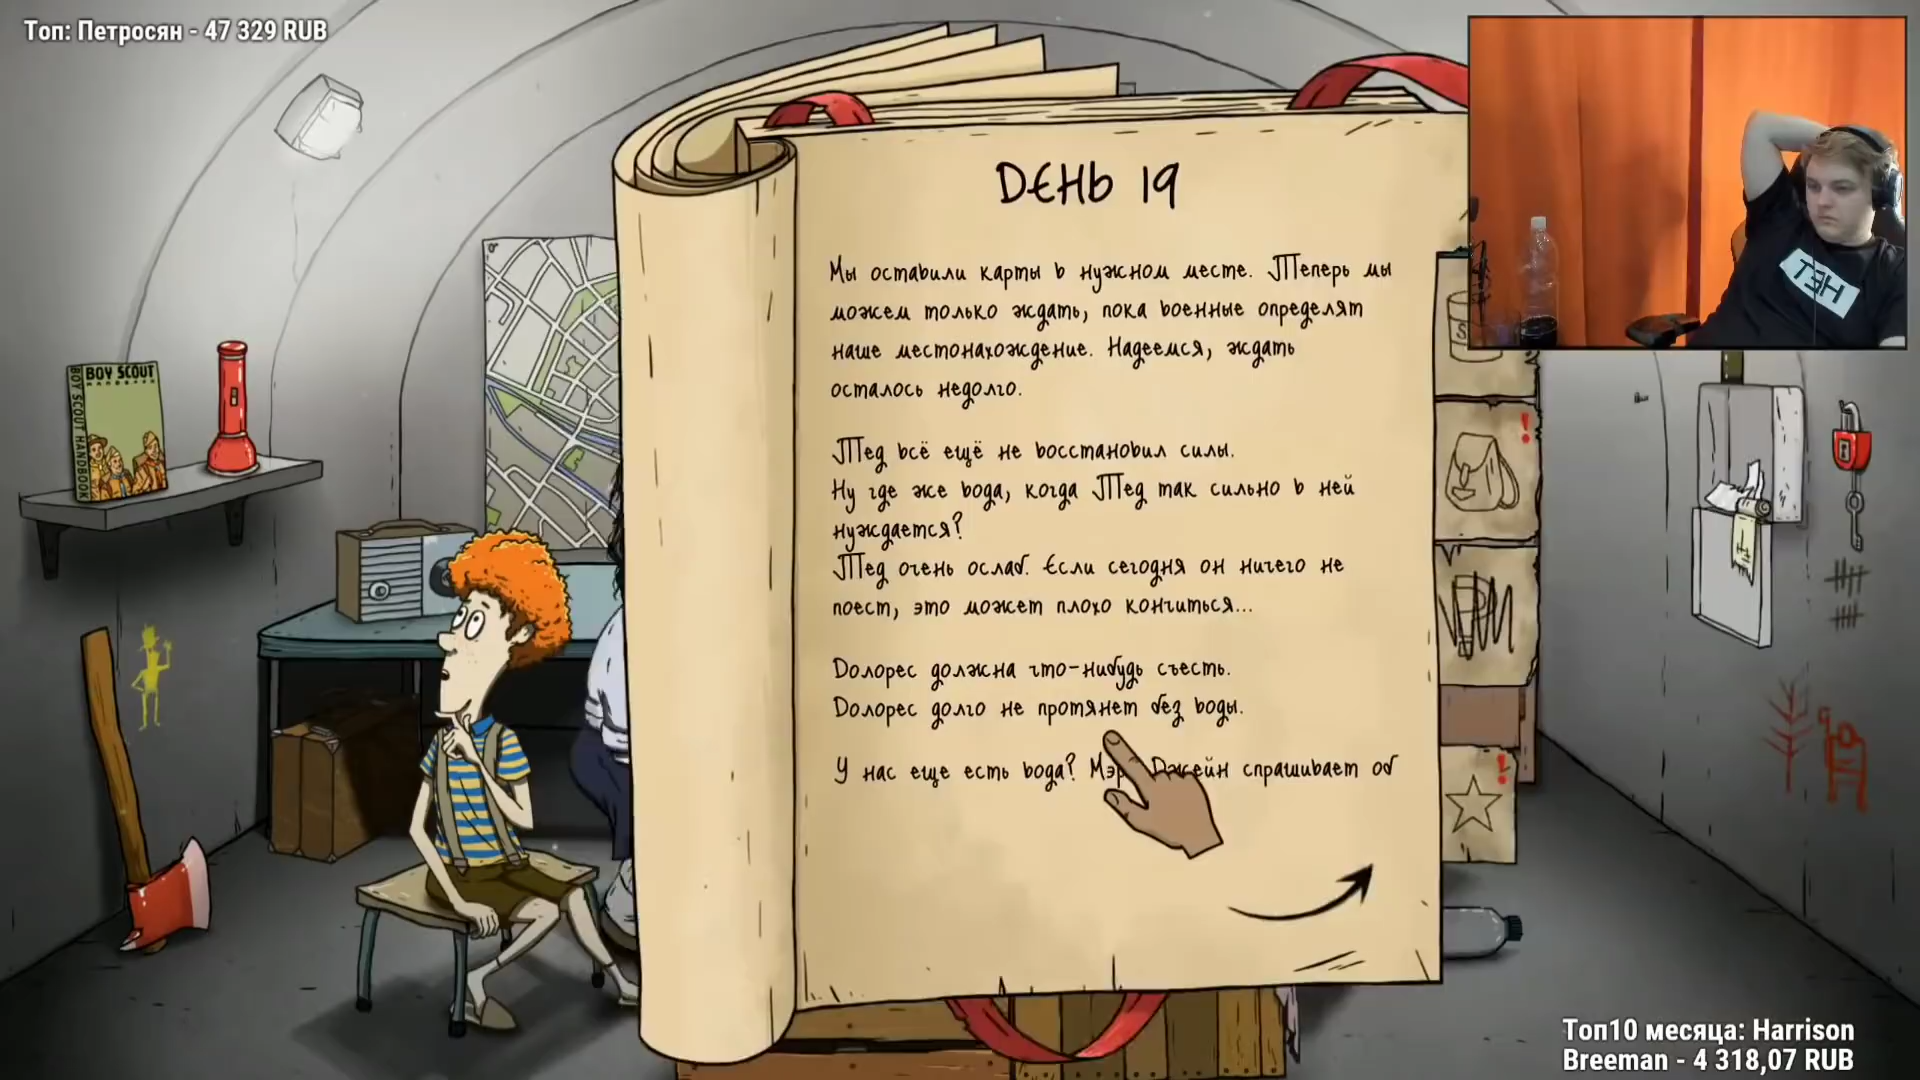 Топ: Петросян - 47 329 RUB
BOY SCOUT
BOY SCOUT HANDBOOK
ДЕНЬ 19
Мы оставили карты в нужном месте. Теперь мы
можем только ждать, пока военные определят
наше местонахождение. Надеемся, ждать
осталось недолго.
Тед всё ещё не восстановил силы.
Ну где же вода, когда Тед так сильно в ней
нуждается?
Тед очень ослаб. Если сегодня он ничего не
поест, это может плохо кончиться...
Долорес должна что-нибудь съесть.
Долорес долго не протянет без воды.
У нас еще есть вода? Джейн спрашивает об
Топ10 месяца: Harrison
Breeman - 4 318,07 RUB